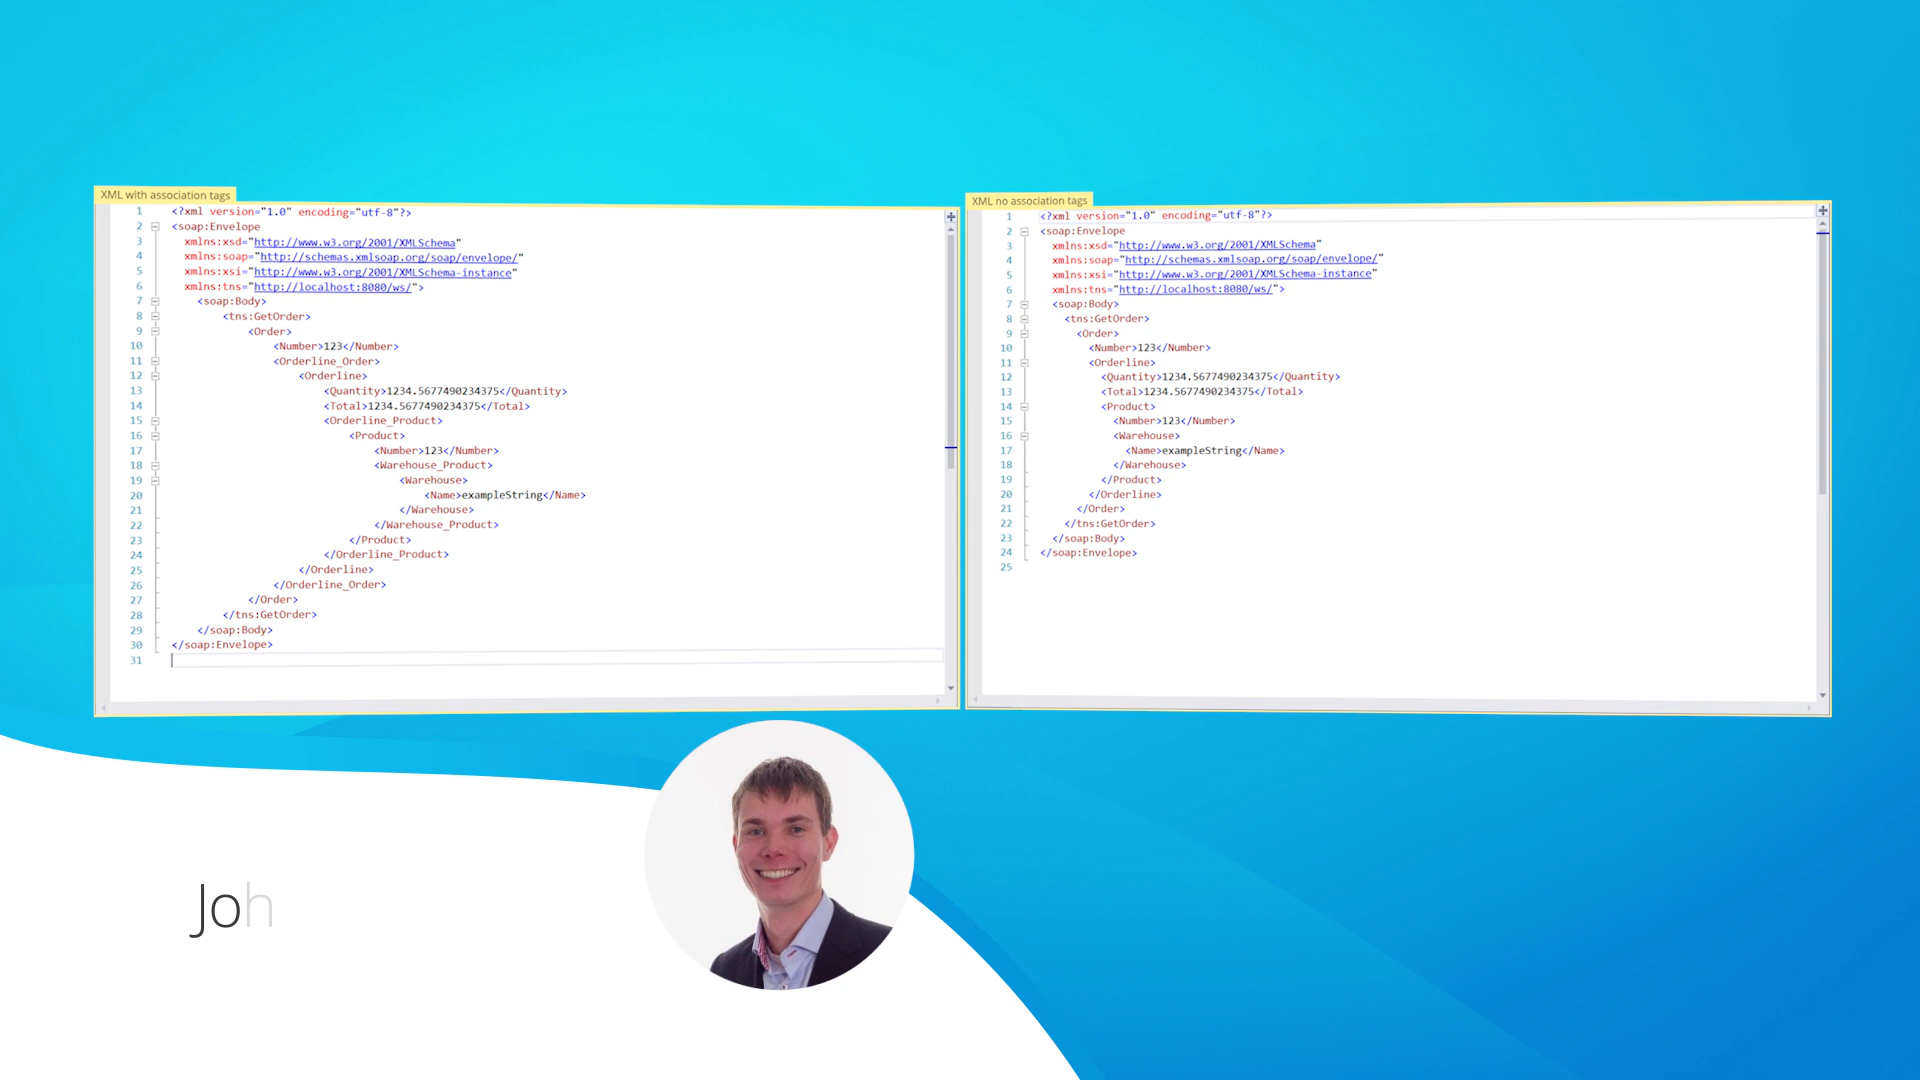 XML with association tags
1 <?xml version="1.0" encoding="utf-8"?>
2 <soap:Envelope
3 xmlns:xsd="http://www.w3.org/2001/XMLSchema"
4 xmlns:soap="http://schemas.xmlsoap.org/soap/envelope/"
5 xmlns:xsi="http://www.w3.org/2001/XMLSchema-instance"
6 xmlns:tns="http://localhost:8080/ws/">
7 <soap:Body>
8 <tns:GetOrder>
9 <Order>
10 <Number>123</Number>
11 <Orderline_Order>
12 <Orderline>
13 <Quantity>1234.5677490234375</Quantity>
14 <Total>1234.5677490234375</Total>
15 <Orderline_Product>
16 <Product>
17 <Number>123</Number>
18 <Warehouse_Product>
19 <Warehouse>
20 <Name>exampleString</Name>
21 </Warehouse>
22 </Warehouse_Product>
23 </Product>
24 </Orderline_Product>
25 </Orderline>
26 </Orderline_Order>
27 </Order>
28 </tns:GetOrder>
29 </soap:Body>
30 </soap:Envelope>
31
XML no association tags
1 <?xml version="1.0" encoding="utf-8"?>
2 <soap:Envelope
3 xmlns:xsd="http://www.w3.org/2001/XMLSchema"
4 xmlns:soap="http://schemas.xmlsoap.org/soap/envelope/"
5 xmlns:xsi="http://www.w3.org/2001/XMLSchema-instance"
6 xmlns:tns="http://localhost:8080/ws/">
7 <soap:Body>
8 <tns:GetOrder>
9 <Order>
10 <Number>123</Number>
11 <Orderline>
12 <Quantity>1234.5677490234375</Quantity>
13 <Total>1234.5677490234375</Total>
14 <Product>
15 <Number>123</Number>
16 <Warehouse>
17 <Name>exampleString</Name>
18 </Warehouse>
19 </Product>
20 </Orderline>
21 </Order>
22 </tns:GetOrder>
23 </soap:Body>
24 </soap:Envelope>
25
Joh